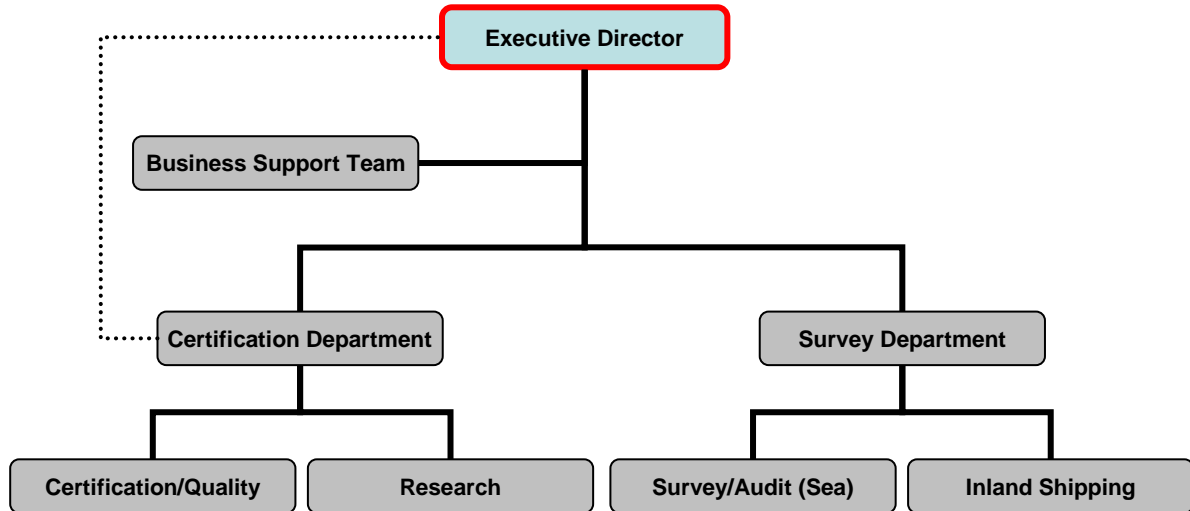 Executive Director
Business Support Team
Certification Department
Survey Department
Certification/Quality
Research
Survey/Audit (Sea)
Inland Shipping